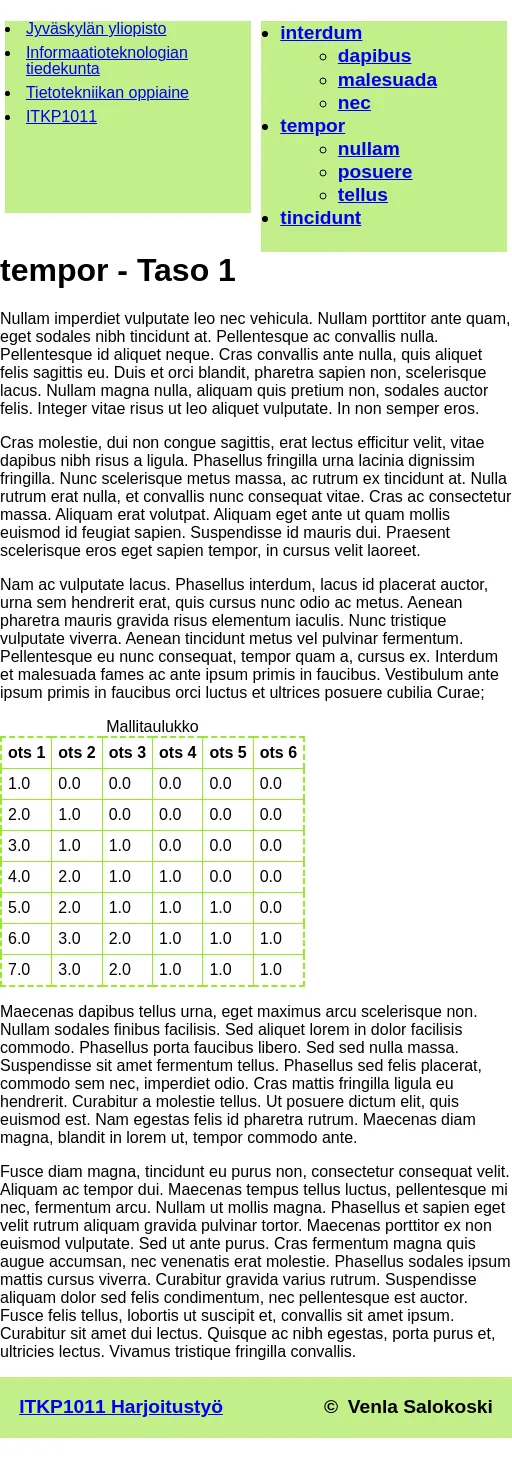 Jyväskylän yliopisto
Informaatioteknologian
tiedekunta
Tietotekniikan oppiaine
ITKP1011
interdum
dapibus
malesuada
nec
tempor
nullam
posuere
tellus
tincidunt
tempor - Taso 1
Nullam imperdiet vulputate leo nec vehicula. Nullam porttitor ante quam,
eget sodales nibh tincidunt at. Pellentesque ac convallis nulla.
Pellentesque id aliquet neque. Cras convallis ante nulla, quis aliquet
felis sagittis eu. Duis et orci blandit, pharetra sapien non, scelerisque
lacus. Nullam magna nulla, aliquam quis pretium non, sodales auctor
felis. Integer vitae risus ut leo aliquet vulputate. In non semper eros.
Cras molestie, dui non congue sagittis, erat lectus efficitur velit, vitae
dapibus nibh risus a ligula. Phasellus fringilla urna lacinia dignissim
fringilla. Nunc scelerisque metus massa, ac rutrum ex tincidunt at. Nulla
rutrum erat nulla, et convallis nunc consequat vitae. Cras ac consectetur
massa. Aliquam erat volutpat. Aliquam eget ante ut quam mollis
euismod id feugiat sapien. Suspendisse id mauris dui. Praesent
scelerisque eros eget sapien tempor, in cursus velit laoreet.
Nam ac vulputate lacus. Phasellus interdum, lacus id placerat auctor,
urna sem hendrerit erat, quis cursus nunc odio ac metus. Aenean
pharetra mauris gravida risus elementum iaculis. Nunc tristique
vulputate viverra. Aenean tincidunt metus vel pulvinar fermentum.
Pellentesque eu nunc consequat, tempor quam a, cursus ex. Interdum
et malesuada fames ac ante ipsum primis in faucibus. Vestibulum ante
ipsum primis in faucibus orci luctus et ultrices posuere cubilia Curae;
Mallitaulukko
ots 1 ots 2 ots 3 ots 4 ots 5 ots 6
1.0 0.0 0.0 0.0 0.0 0.0
2.0 1.0 0.0 0.0 0.0 0.0
3.0 1.0 1.0 0.0 0.0 0.0
4.0 2.0 1.0 1.0 0.0 0.0
5.0 2.0 1.0 1.0 1.0 0.0
6.0 3.0 2.0 1.0 1.0 1.0
7.0 3.0 2.0 1.0 1.0 1.0
Maecenas dapibus tellus urna, eget maximus arcu scelerisque non.
Nullam sodales finibus facilisis. Sed aliquet lorem in dolor facilisis
commodo. Phasellus porta faucibus libero. Sed sed nulla massa.
Suspendisse sit amet fermentum tellus. Phasellus sed felis placerat,
commodo sem nec, imperdiet odio. Cras mattis fringilla ligula eu
hendrerit. Curabitur a molestie tellus. Ut posuere dictum elit, quis
euismod est. Nam egestas felis id pharetra rutrum. Maecenas diam
magna, blandit in lorem ut, tempor commodo ante.
Fusce diam magna, tincidunt eu purus non, consectetur consequat velit.
Aliquam ac tempor dui. Maecenas tempus tellus luctus, pellentesque mi
nec, fermentum arcu. Nullam ut mollis magna. Phasellus et sapien eget
velit rutrum aliquam gravida pulvinar tortor. Maecenas porttitor ex non
euismod vulputate. Sed ut ante purus. Cras fermentum magna quis
augue accumsan, nec venenatis erat molestie. Phasellus sodales ipsum
mattis cursus viverra. Curabitur gravida varius rutrum. Suspendisse
aliquam dolor sed felis condimentum, nec pellentesque est auctor.
Fusce felis tellus, lobortis ut suscipit et, convallis sit amet ipsum.
Curabitur sit amet dui lectus. Quisque ac nibh egestas, porta purus et,
ultricies lectus. Vivamus tristique fringilla convallis.
ITKP1011 Harjoitustyö
© Venla Salokoski